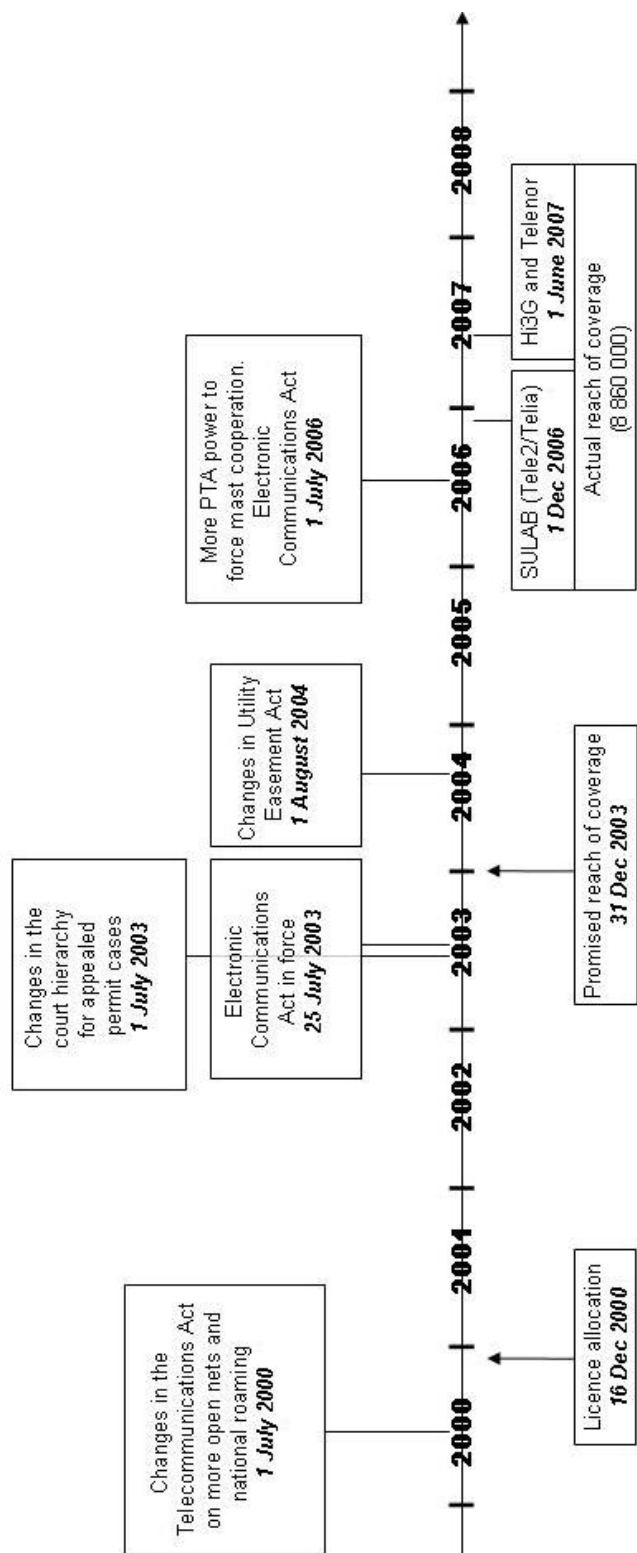 Changes in the
Telecommunications Act
on more open nets and
national roaming
1 July 2000
Changes in the
court hierarchy
for appealed
permit cases
1 July 2003
Electronic
Communications
Act in force
25 July 2003
Changes in Utility
Easement Act
1 August 2004
More PTA power to
force mast cooperation.
Electronic
Communications Act
1 July 2006
2000 2001 2002 2003 2004 2005 2006 2007 2008
Licence allocation
16 Dec 2000
Promised reach of coverage
31 Dec 2003
SULAB (Tele2/Telia)
1 Dec 2006
Hi3G and Telenor
1 June 2007
Actual reach of coverage
(8 860 000)